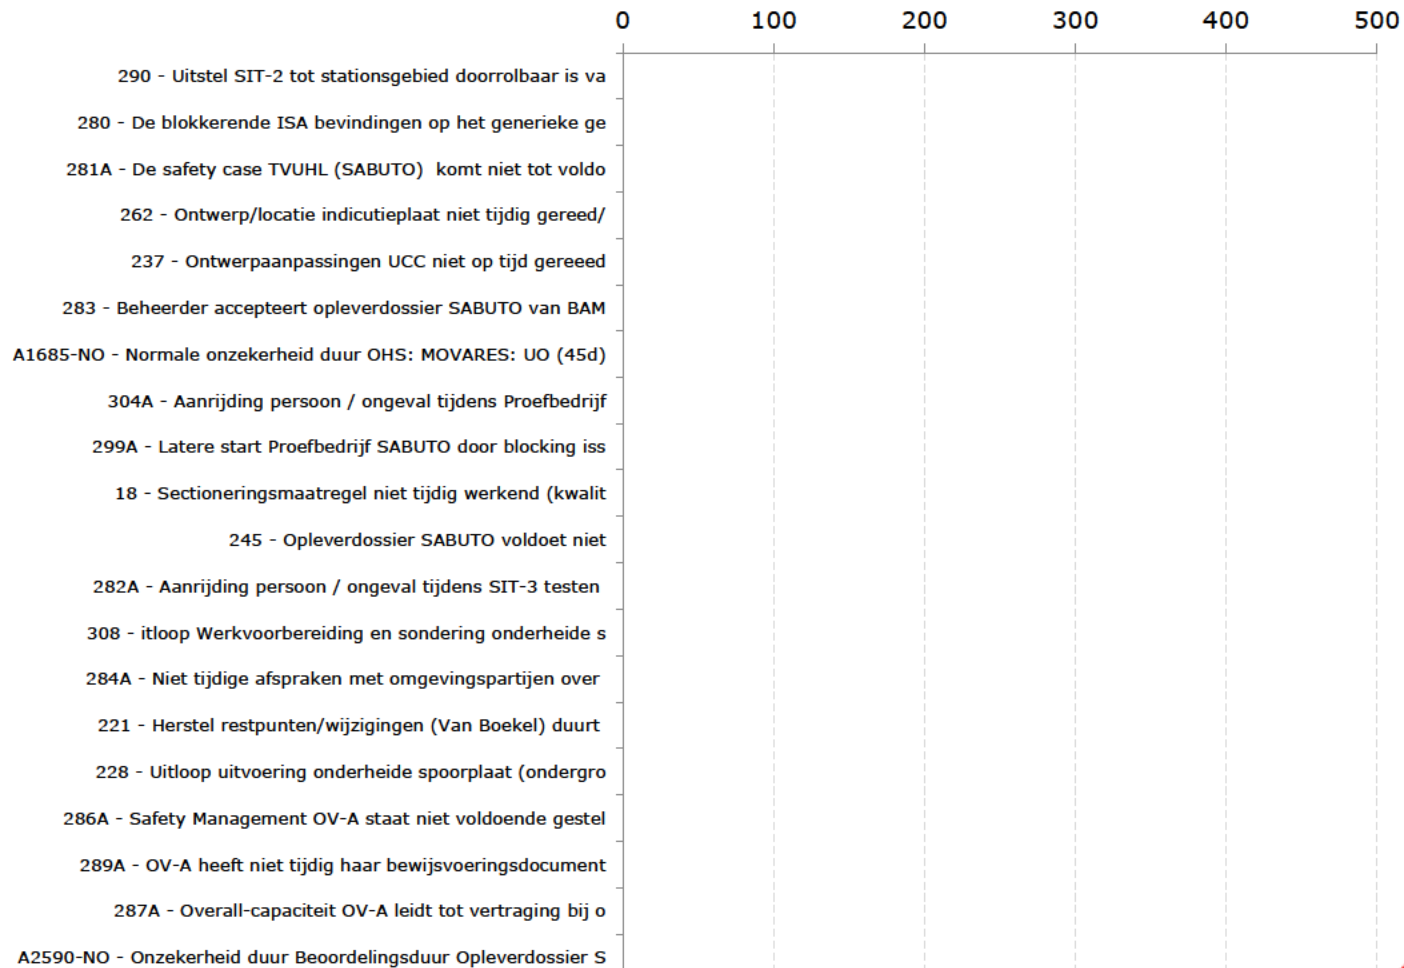 0 100 200 300 400 500
290 - Uitstel SIT-2 tot stationsgebied doorrolbaar is va
280 - De blokkerende ISA bevindingen op het generieke ge
281A - De safety case TVUHL (SABUTO)  komt niet tot voldo
262 - Ontwerp/locatie indicutieplaat niet tijdig gereed/
237 - Ontwerpaanpassingen UCC niet op tijd gereeed
283 - Beheerder accepteert opleverdossier SABUTO van BAM
A1685-NO - Normale onzekerheid duur OHS: MOVARES: UO (45d)
304A - Aanrijding persoon / ongeval tijdens Proefbedrijf
299A - Latere start Proefbedrijf SABUTO door blocking iss
18 - Sectioneringsmaatregel niet tijdig werkend (kwalit
245 - Opleverdossier SABUTO voldoet niet
282A - Aanrijding persoon / ongeval tijdens SIT-3 testen
308 - itloop Werkvoorbereiding en sondering onderheide s
284A - Niet tijdige afspraken met omgevingspartijen over
221 - Herstel restpunten/wijzigingen (Van Boekel) duurt
228 - Uitloop uitvoering onderheide spoorplaat (ondergro
286A - Safety Management OV-A staat niet voldoende gestel
289A - OV-A heeft niet tijdig haar bewijsvoeringsdocument
287A - Overall-capaciteit OV-A leidt tot vertraging bij o
A2590-NO - Onzekerheid duur Beoordelingsduur Opleverdossier S